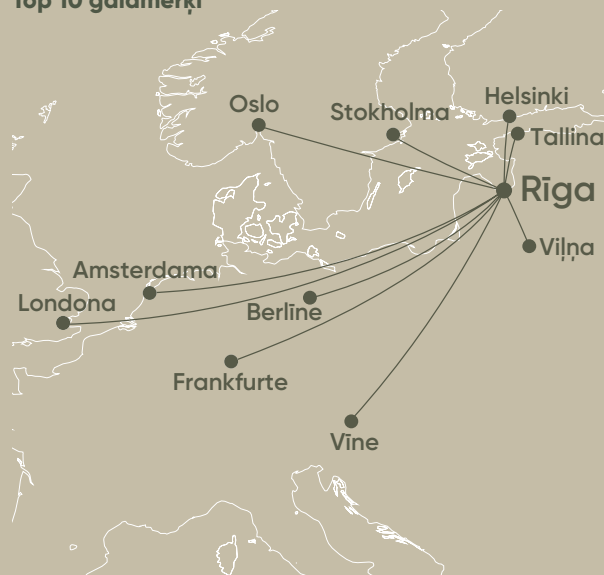 Top 10 galamērķi
Oslo
Stokholma
Helsinki
Tallina
Rīga
Viļņa
Amsterdama
Londona
Berlīne
Frankfurte
Vīne